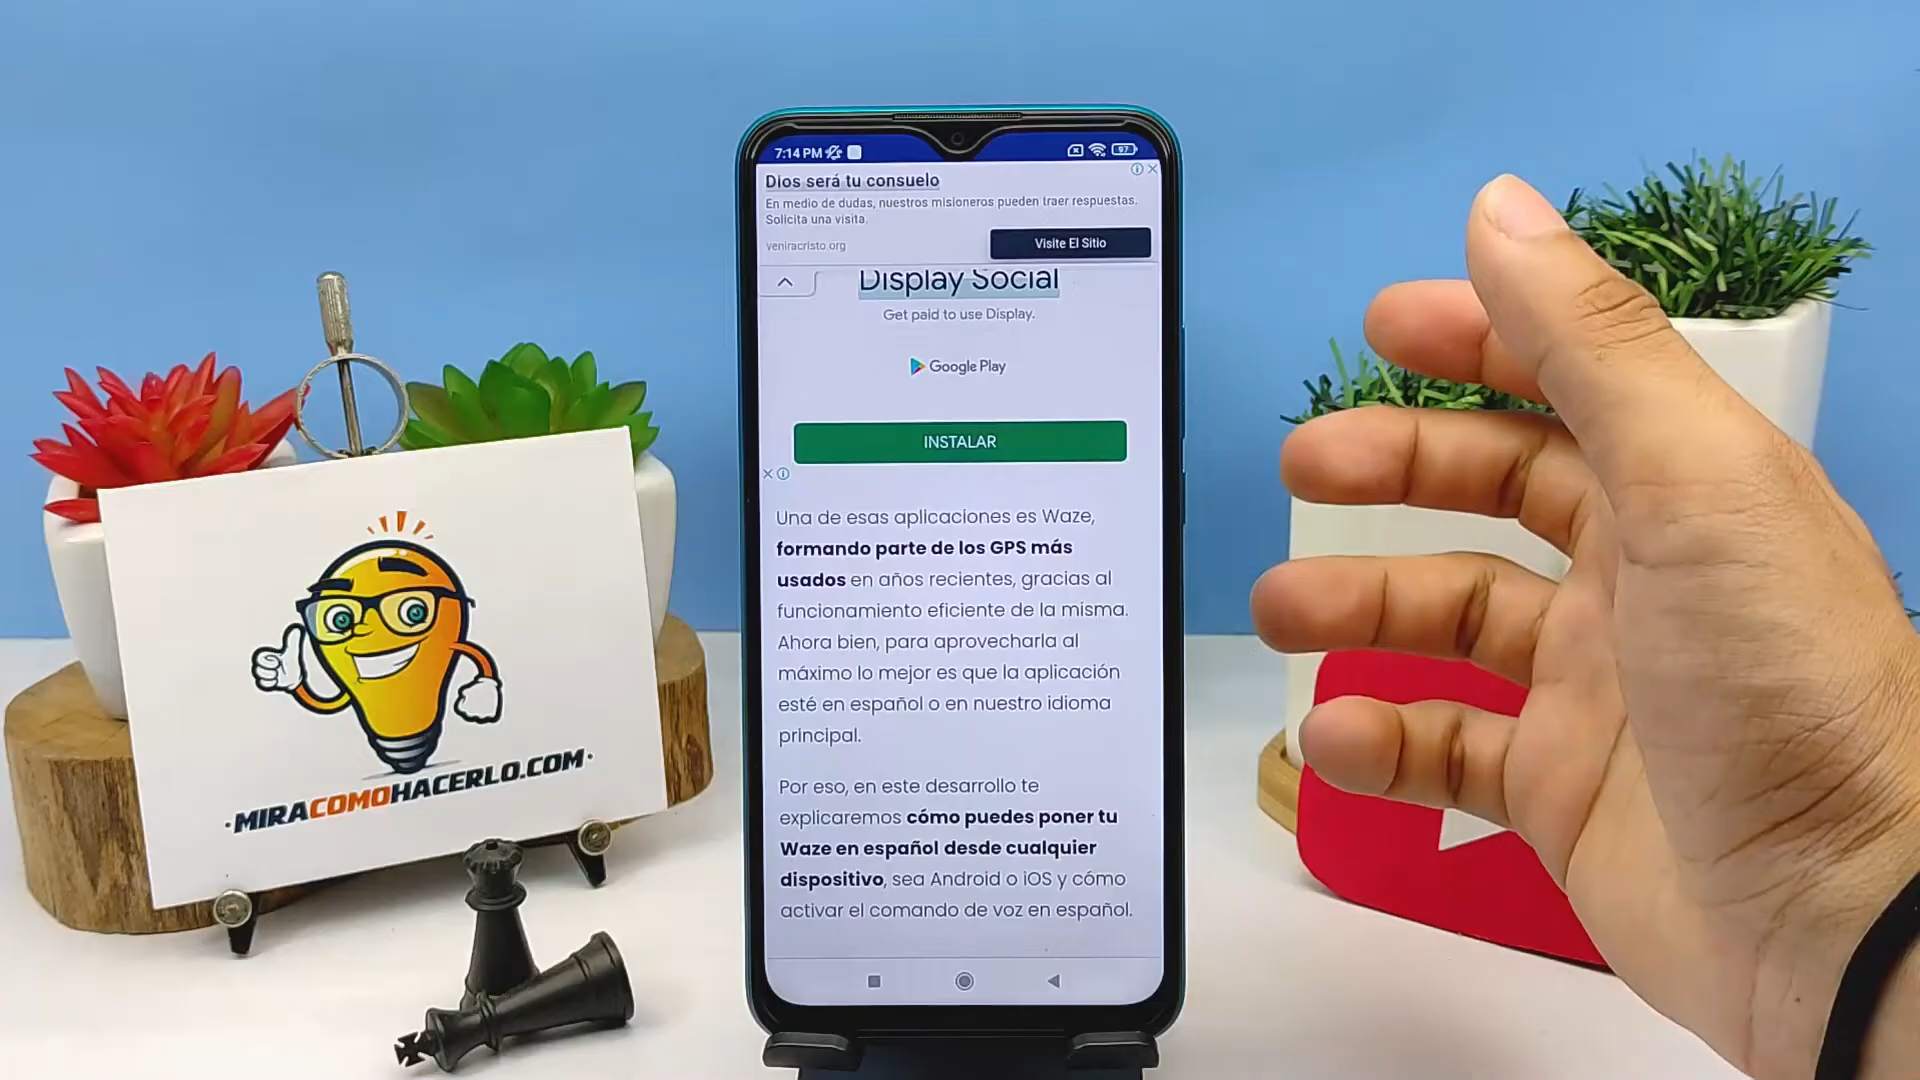 7:14 PM
97
Dios será tu consuelo
En medio de dudas, nuestros misioneros pueden traer respuestas.
Solicita una visita.
veniracristo.org
Visite El Sitio
Display Social
Get paid to use Display.
Google Play
INSTALAR
Una de esas aplicaciones es Waze,
formando parte de los GPS más
usados en años recientes, gracias al
funcionamiento eficiente de la misma.
Ahora bien, para aprovecharla al
máximo lo mejor es que la aplicación
esté en español o en nuestro idioma
principal.
Por eso, en este desarrollo te
explicaremos cómo puedes poner tu
Waze en español desde cualquier
dispositivo, sea Android o iOS y cómo
activar el comando de voz en español.
·MIRACOMOHACERLO.COM·